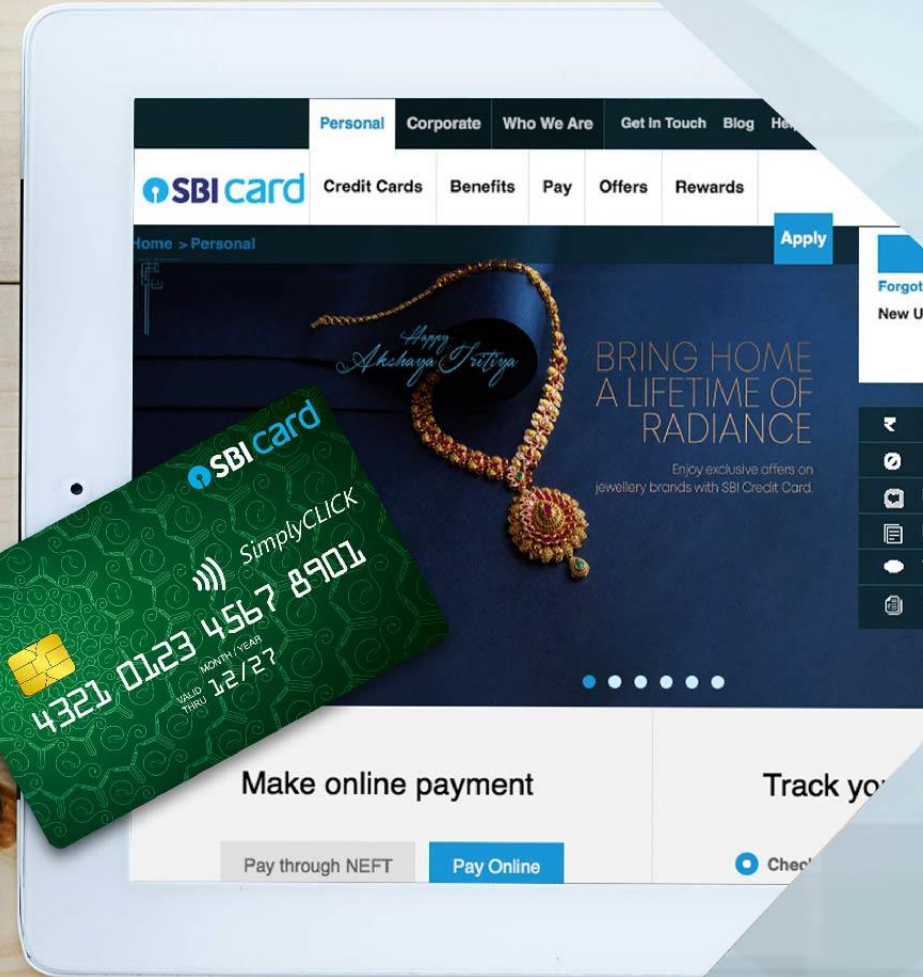 Personal Corporate Who We Are Get In Touch Blog
SBI card Credit Cards Benefits Pay Offers Rewards
Home > Personal
Apply
Forgot
New U
Happy
Akshaya Tritiya
BRING HOME
A LIFETIME OF
RADIANCE
Enjoy exclusive offers on
jewellery brands with SBI Credit Card.
₹
SBI card
SimplyCLICK
4321 0123 4567 8901
MONTH / YEAR
VALID
THRU 12/27
Make online payment
Track
Pay through NEFT Pay Online